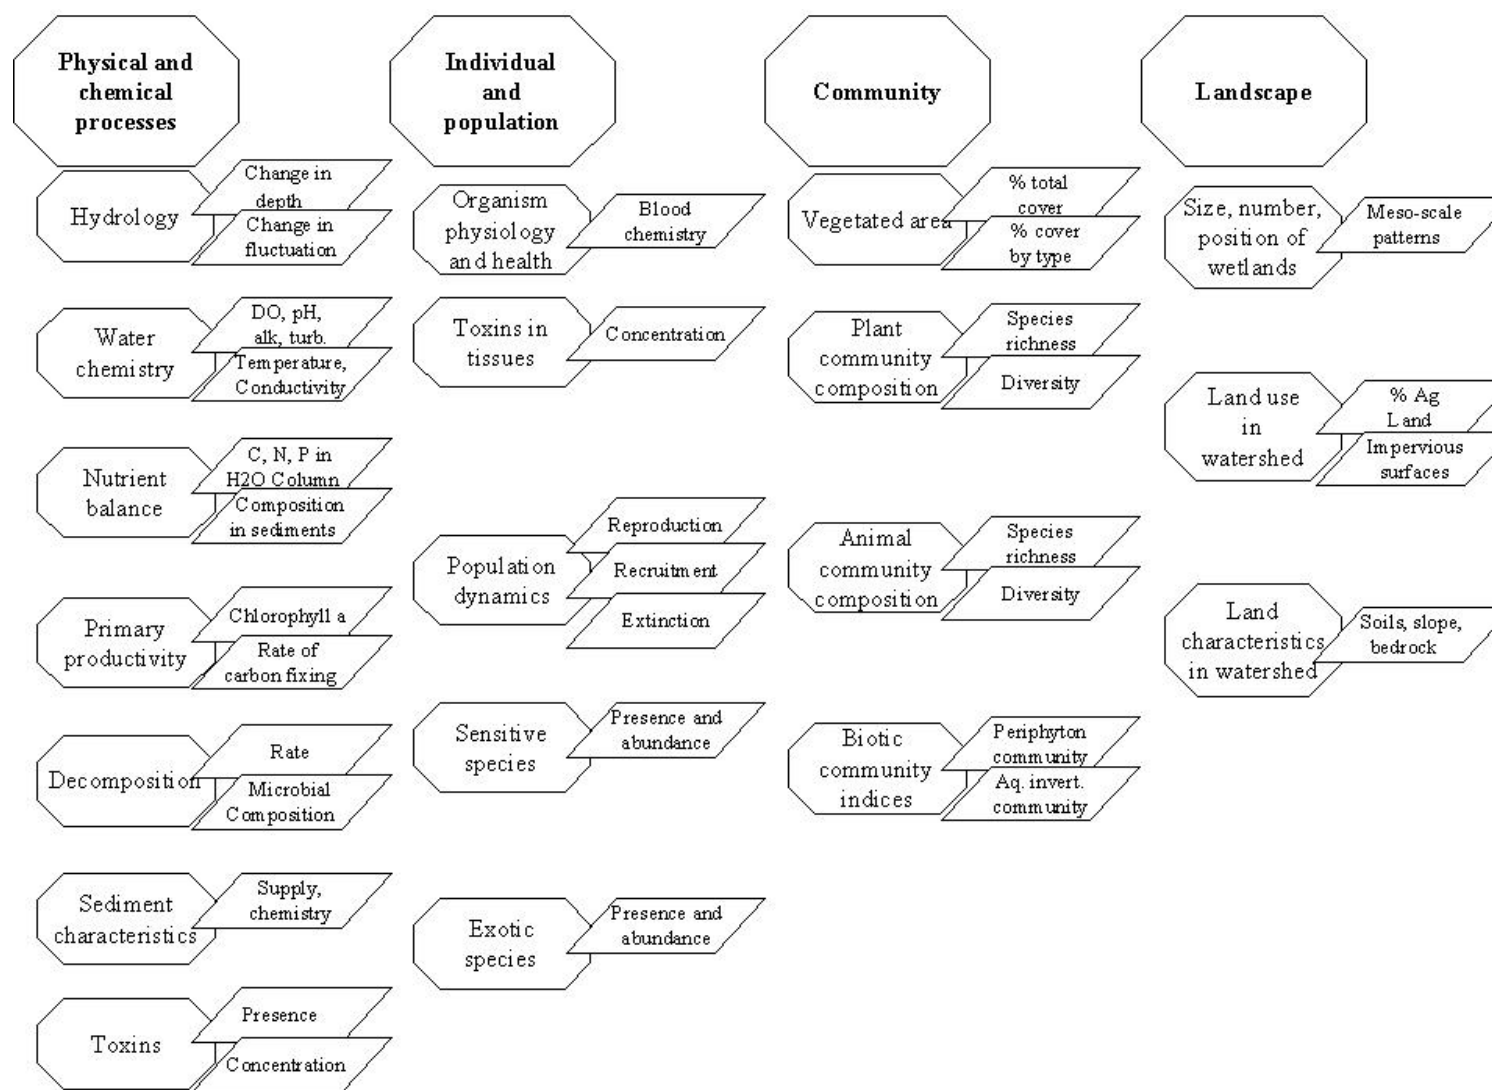 Physical and
chemical
processes
Hydrology
Change in
depth
Change in
fluctuation
Water
chemistry
DO, pH,
alk, turb.
Temperature,
Conductivity
Nutrient
balance
C, N, P in
H2O Column
Composition
in sediments
Primary
productivity
Chlorophyll a
Rate of
carbon fixing
Decomposition
Rate
Microbial
Composition
Sediment
characteristics
Supply,
chemistry
Toxins
Presence
Concentration
Individual
and
population
Organism
physiology
and health
Blood
chemistry
Toxins in
tissues
Concentration
Population
dynamics
Reproduction
Recruitment
Extinction
Sensitive
species
Presence and
abundance
Exotic
species
Presence and
abundance
Community
Vegetated area
% total
cover
% cover
by type
Plant
community
composition
Species
richness
Diversity
Animal
community
composition
Species
richness
Diversity
Biotic
community
indices
Periphyton
community
Aq. invert.
community
Landscape
Size, number,
position of
wetlands
Meso-scale
patterns
Land use
in
watershed
% Ag
Land
Impervious
surfaces
Land
characteristics
in watershed
Soils, slope,
bedrock